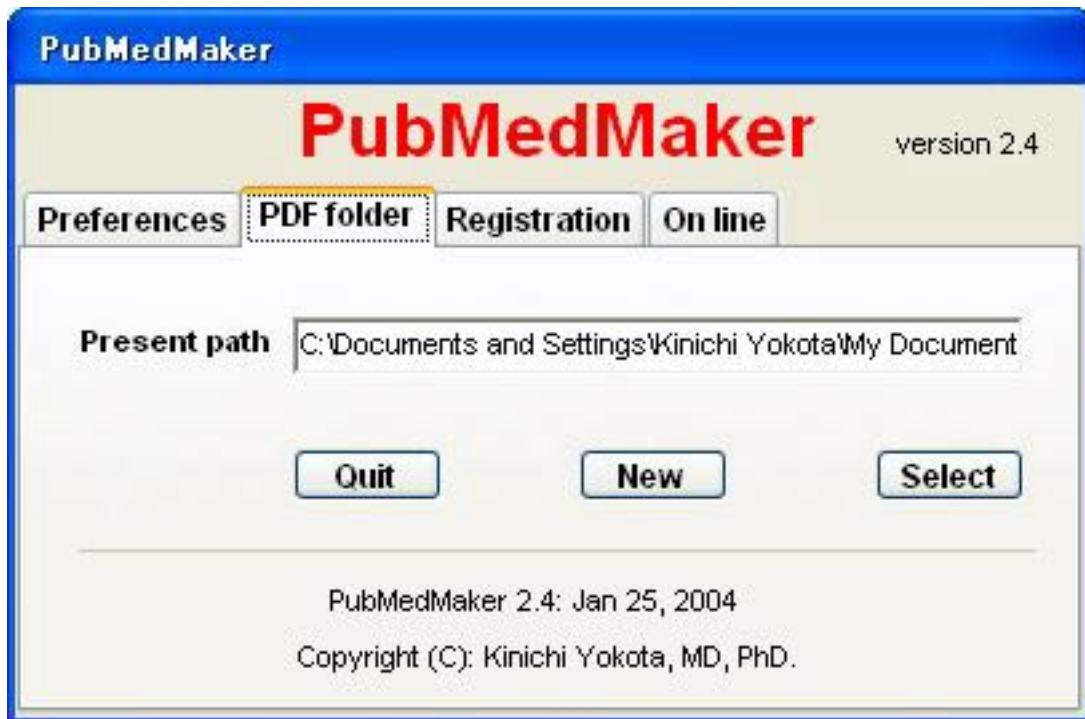 PubMedMaker
PubMedMaker version 2.4
Preferences PDF folder Registration On line
Present path C:\Documents and Settings\Kinichi Yokota\My Document
Quit New Select
PubMedMaker 2.4: Jan 25, 2004
Copyright (C): Kinichi Yokota, MD, PhD.